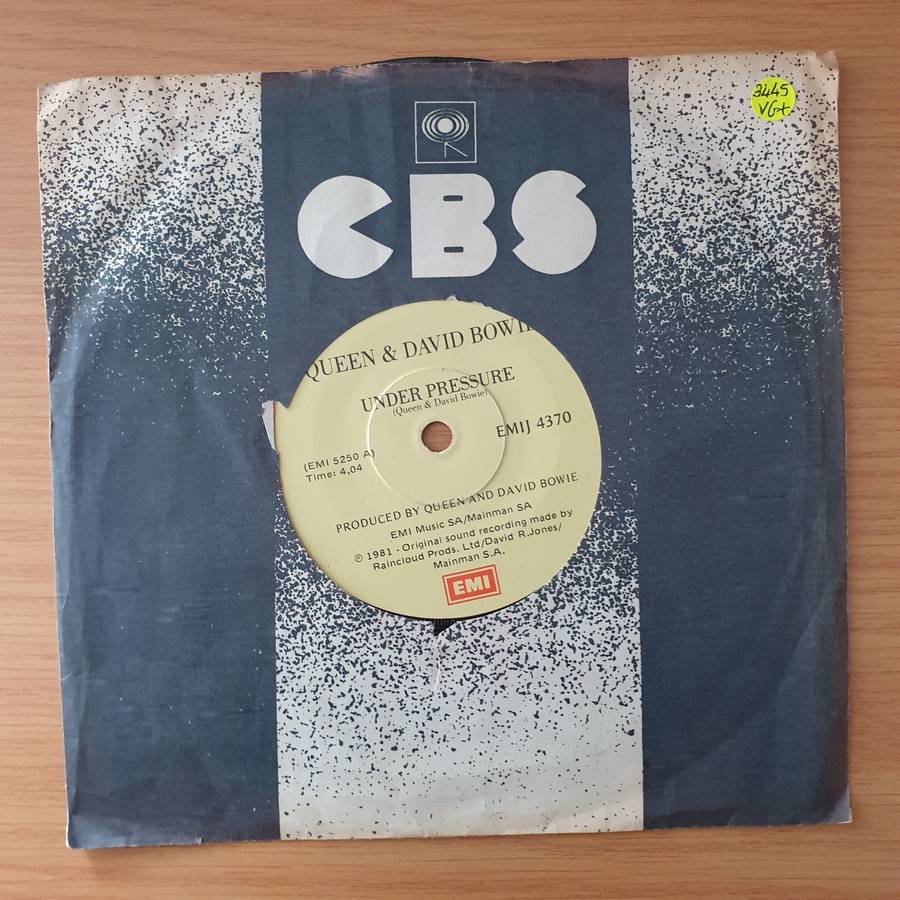 3445
VG+
R
CBS
QUEEN & DAVID BOWIE
UNDER PRESSURE
(Queen & David Bowie)
EMIJ 4370
(EMI 5250 A)
Time: 4,04
PRODUCED BY QUEEN AND DAVID BOWIE
EMI Music SA/Mainman SA
℗ 1981 - Original sound recording made by
Raincloud Prods. Ltd/David R.Jones/
Mainman S.A.
EMI